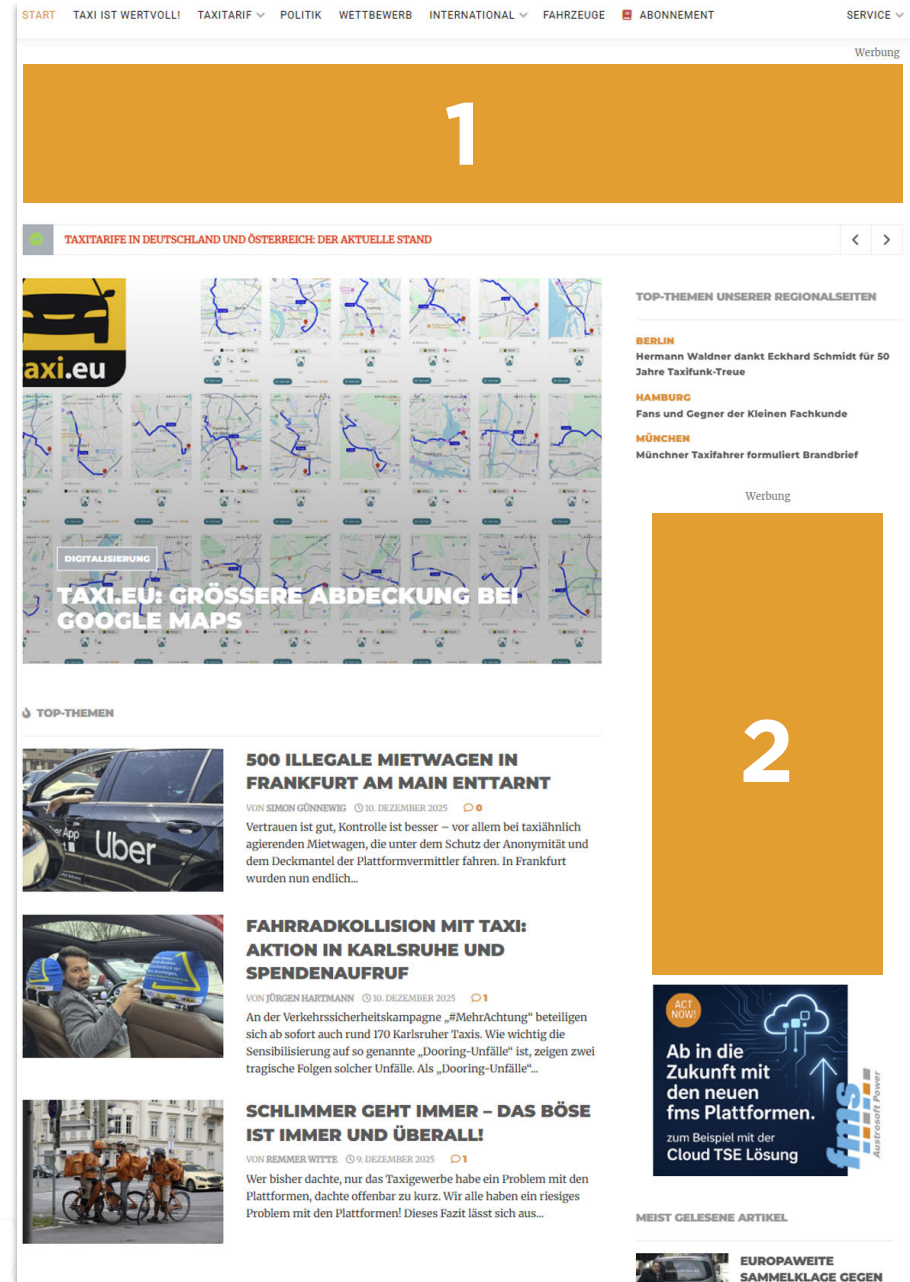 START TAXI IST WERTVOLL! TAXITARIF POLITIK WETTBEWERB INTERNATIONAL FAHRZEUGE ABONNEMENT SERVICE
Werbung
1
TAXITARIFE IN DEUTSCHLAND UND ÖSTERREICH: DER AKTUELLE STAND
axi.eu
DIGITALISIERUNG
TAXI.EU: GRÖSSERE ABDECKUNG BEI
GOOGLE MAPS
TOP-THEMEN UNSERER REGIONALSEITEN
BERLIN
Hermann Waldner dankt Eckhard Schmidt für 50
Jahre Taxifunk-Treue
HAMBURG
Fans und Gegner der Kleinen Fachkunde
MÜNCHEN
Münchner Taxifahrer formuliert Brandbrief
Werbung
2
TOP-THEMEN
Uber
500 ILLEGALE MIETWAGEN IN
FRANKFURT AM MAIN ENTTARNT
VON SIMON GÜNNEWIG 10. DEZEMBER 2025 0
Vertrauen ist gut, Kontrolle ist besser – vor allem bei taxiähnlich
agierenden Mietwagen, die unter dem Schutz der Anonymität und
dem Deckmantel der Plattformvermittler fahren. In Frankfurt
wurden nun endlich...
FAHRRADKOLLISION MIT TAXI:
AKTION IN KARLSRUHE UND
SPENDENAUFRUF
VON JÜRGEN HARTMANN 10. DEZEMBER 2025 1
An der Verkehrssicherheitskampagne „#MehrAchtung" beteiligen
sich ab sofort auch rund 170 Karlsruher Taxis. Wie wichtig die
Sensibilisierung auf so genannte „Dooring-Unfälle" ist, zeigen zwei
tragische Folgen solcher Unfälle. Als „Dooring-Unfälle"...
SCHLIMMER GEHT IMMER – DAS BÖSE
IST IMMER UND ÜBERALL!
VON REMMER WITTE 9. DEZEMBER 2025 1
Wer bisher dachte, nur das Taxigewerbe habe ein Problem mit den
Plattformen, dachte offenbar zu kurz. Wir alle haben ein riesiges
Problem mit den Plattformen! Dieses Fazit lässt sich aus...
ACT
NOW!
Ab in die
Zukunft mit
den neuen
fms Plattformen.
zum Beispiel mit der
Cloud TSE Lösung
fms
Austrosoft Power
MEIST GELESENE ARTIKEL
EUROPAWEITE
SAMMELKLAGE GEGEN